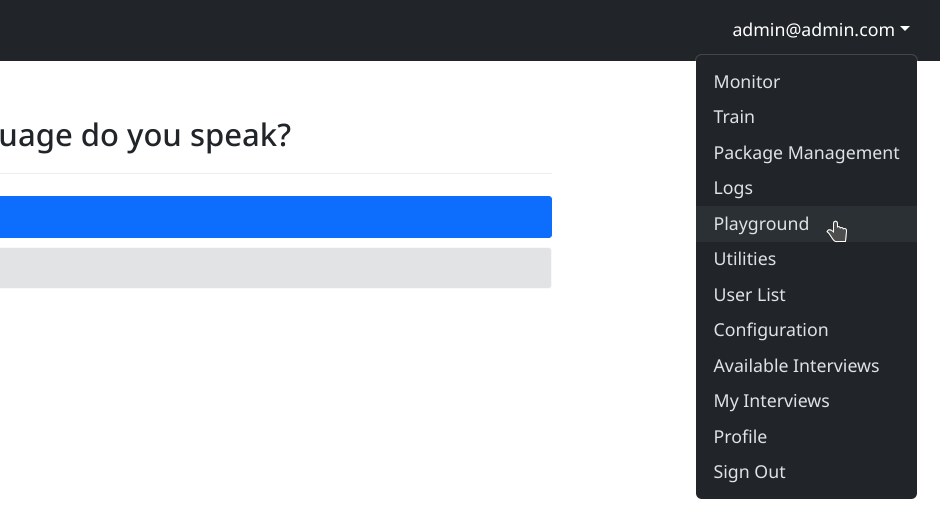 admin@admin.com
uage do you speak?
Monitor
Train
Package Management
Logs
Playground
Utilities
User List
Configuration
Available Interviews
My Interviews
Profile
Sign Out